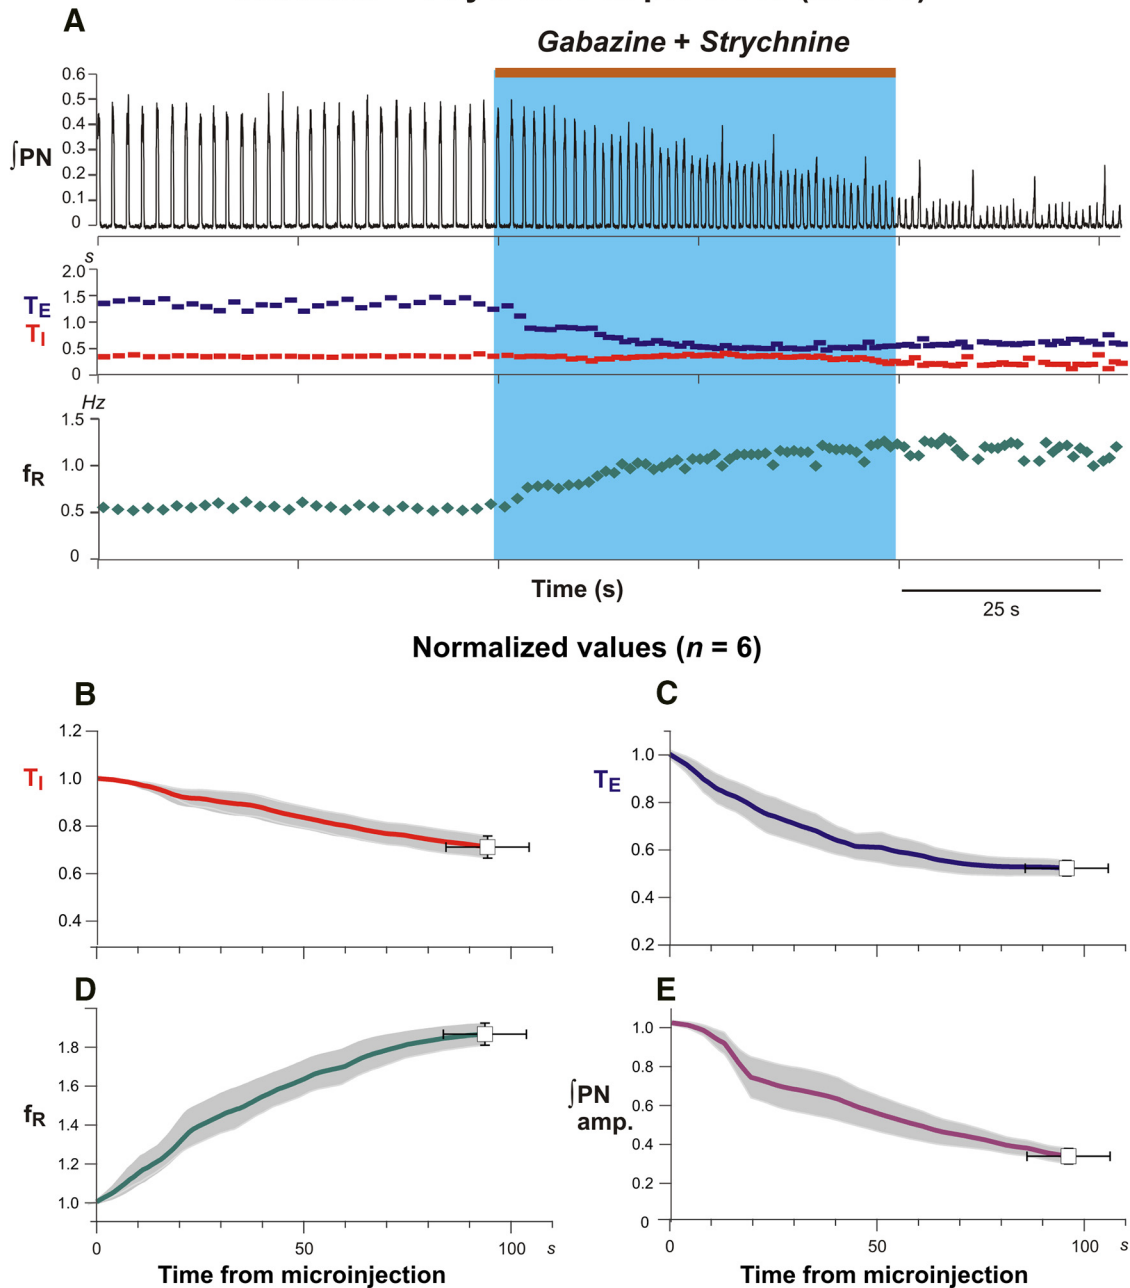 A
Gabazine + Strychnine
0.6
0.5
0.4
∫PN
0.3
0.2
0.1
0
s
2.0
TE
1.5
TI
1.0
0.5
0
Hz
1.5
fR
1.0
0.5
0
Time (s)
25 s
Normalized values (n = 6)
B
1.2
TI
1.0
0.8
0.6
0.4
C
TE
1.0
0.8
0.6
0.4
0.2
D
1.8
1.6
fR
1.4
1.2
1.0
0 50 100 s
Time from microinjection
E
1.0
∫PN
amp.
0.8
0.6
0.4
0.2
0
0 50 100 s
Time from microinjection